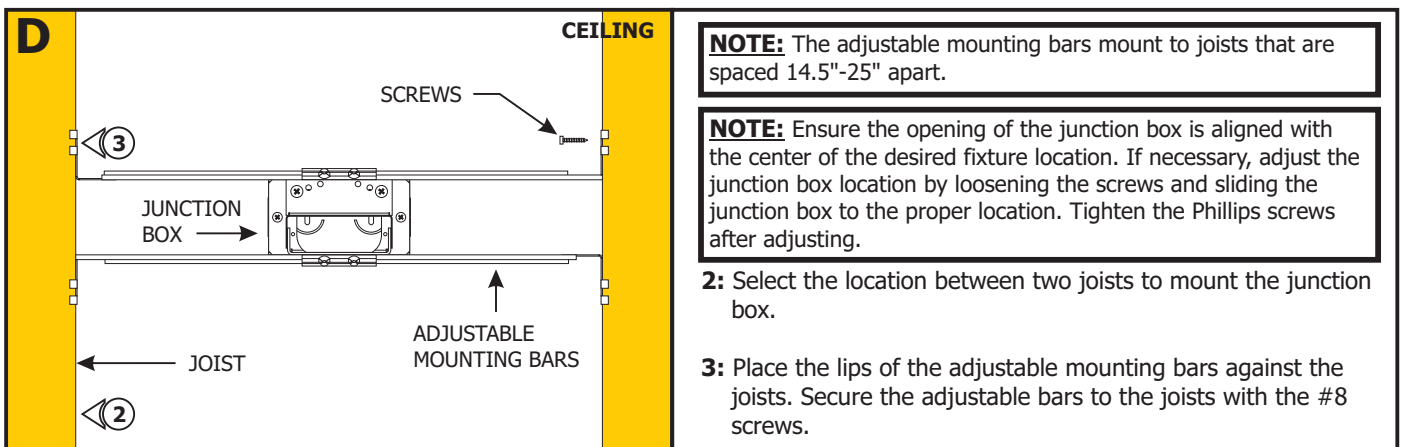 D
CEILING
SCREWS
3
JUNCTION
BOX
ADJUSTABLE
MOUNTING BARS
JOIST
2
NOTE: The adjustable mounting bars mount to joists that are
spaced 14.5"-25" apart.
NOTE: Ensure the opening of the junction box is aligned with
the center of the desired fixture location. If necessary, adjust the
junction box location by loosening the screws and sliding the
junction box to the proper location. Tighten the Phillips screws
after adjusting.
2: Select the location between two joists to mount the junction
box.
3: Place the lips of the adjustable mounting bars against the
joists. Secure the adjustable bars to the joists with the #8
screws.